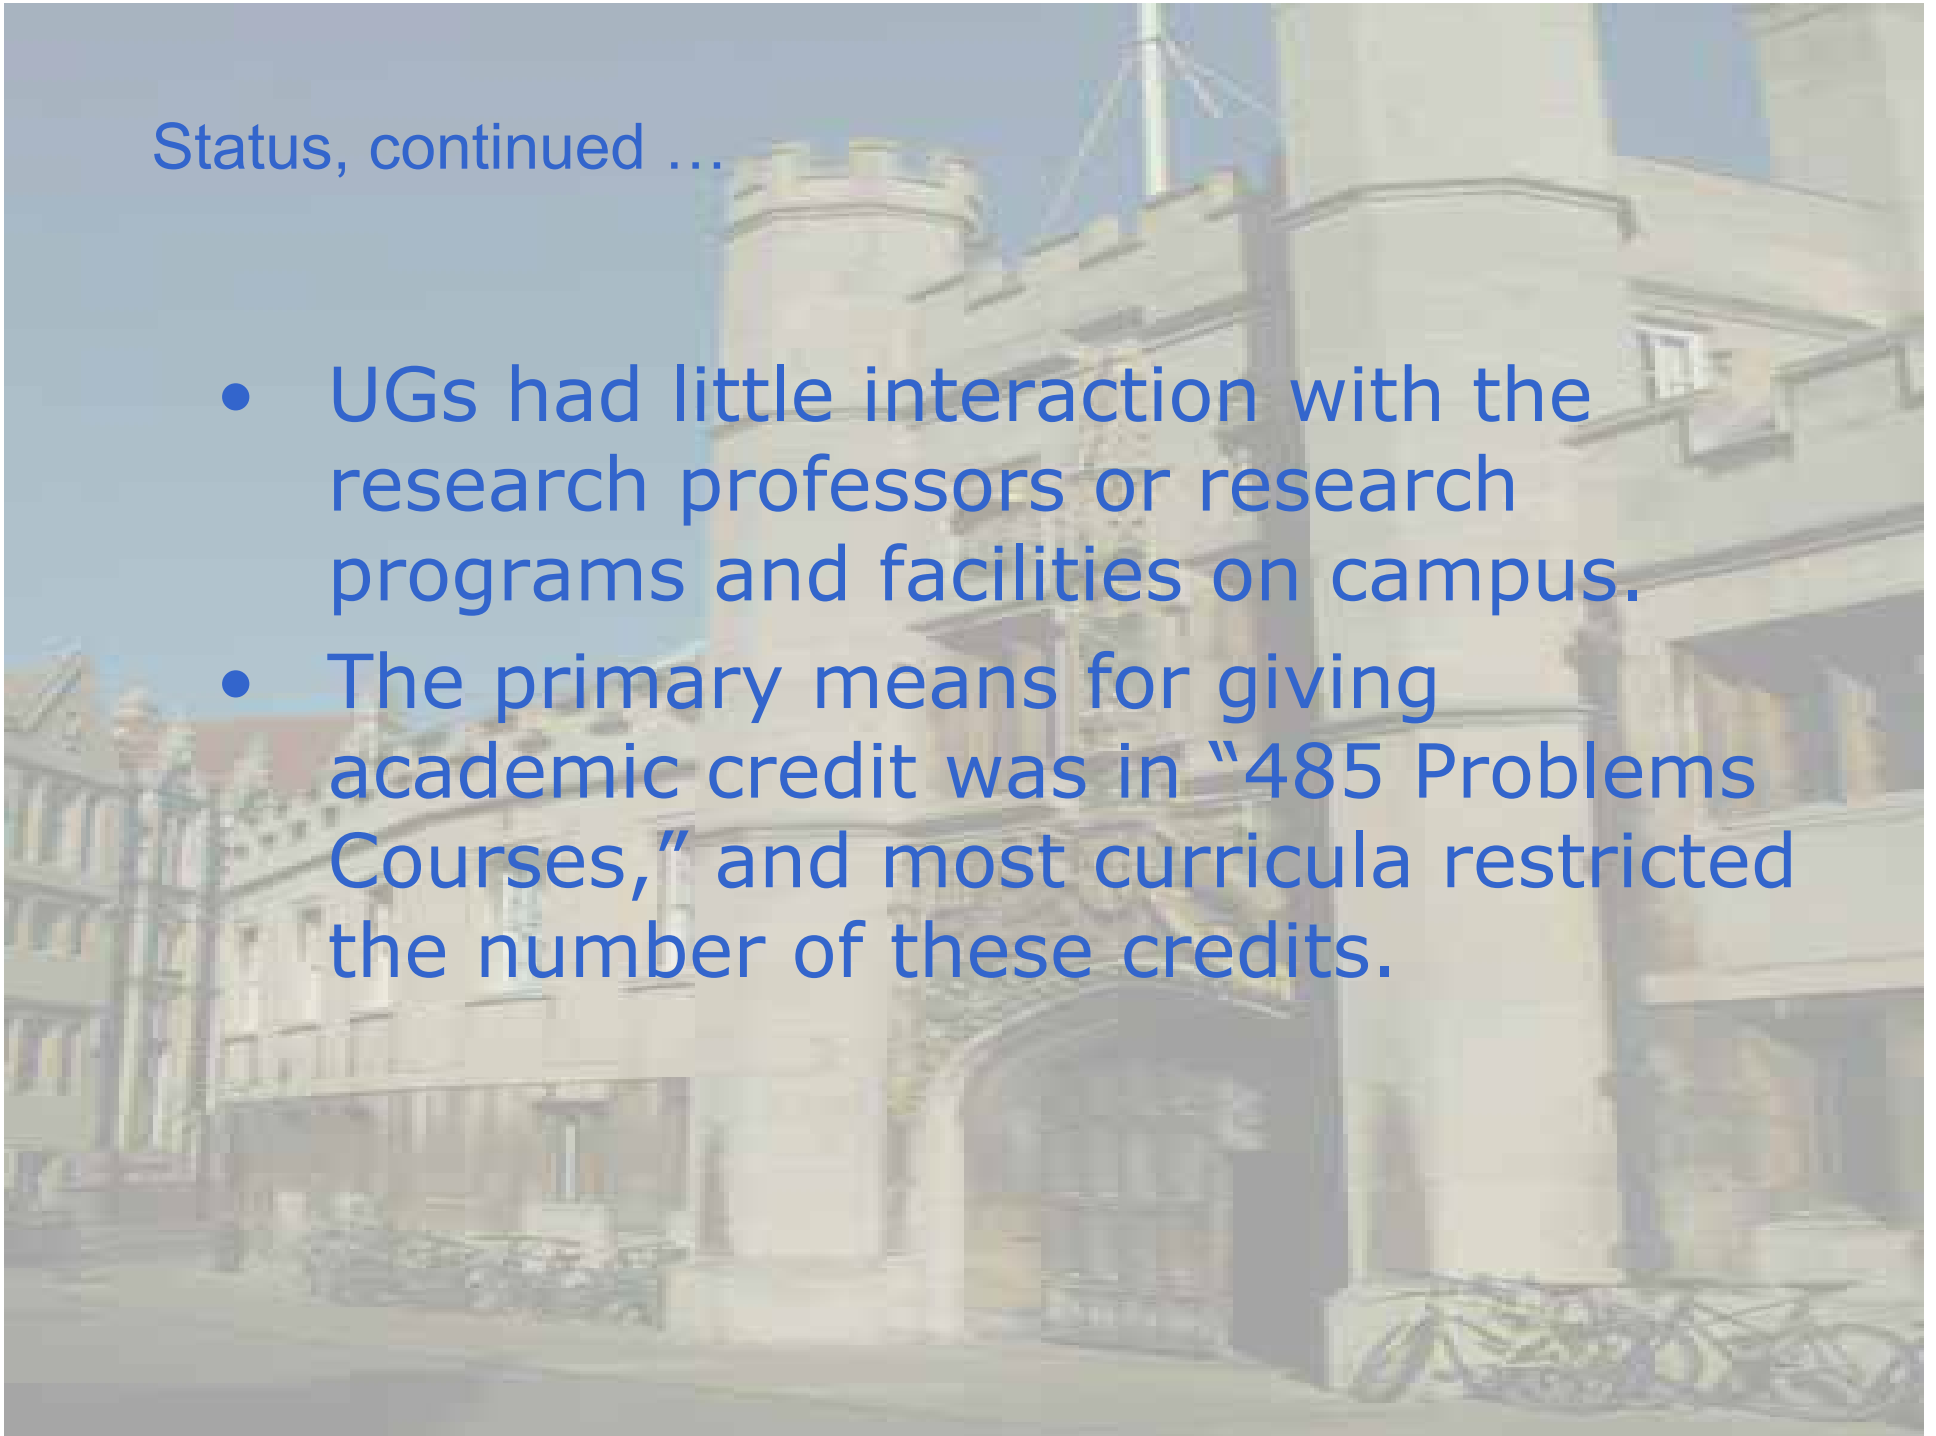 Status, continued …
• UGs had little interaction with the
research professors or research
programs and facilities on campus.
• The primary means for giving
academic credit was in “485 Problems
Courses,” and most curricula restricted
the number of these credits.